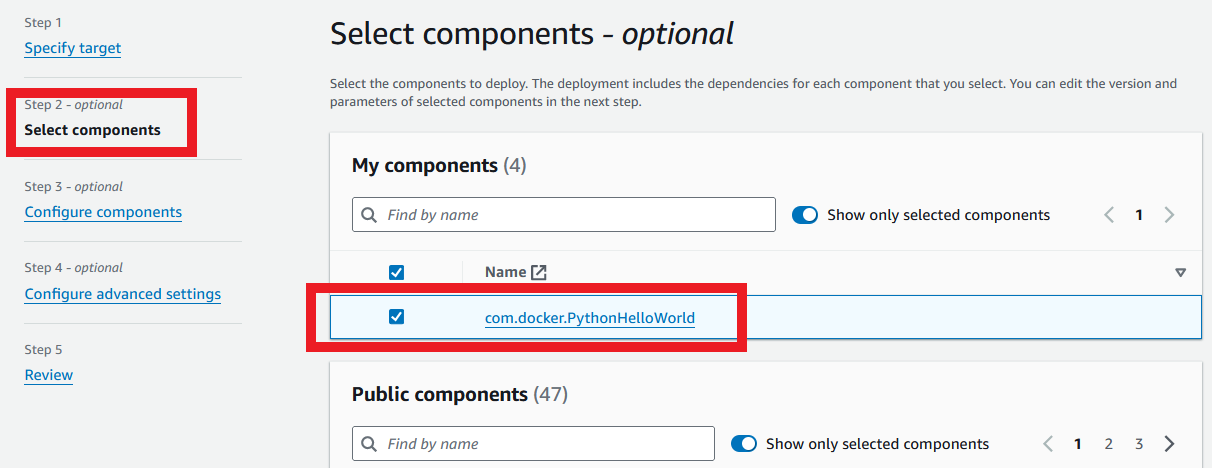 Step 1
Specify target
Step 2 - optional
Select components
Step 3 - optional
Configure components
Step 4 - optional
Configure advanced settings
Step 5
Review
Select components - optional
Select the components to deploy. The deployment includes the dependencies for each component that you select. You can edit the version and
parameters of selected components in the next step.
My components (4)
Find by name
Show only selected components
1
Name
com.docker.PythonHelloWorld
Public components (47)
Find by name
Show only selected components
1 2 3